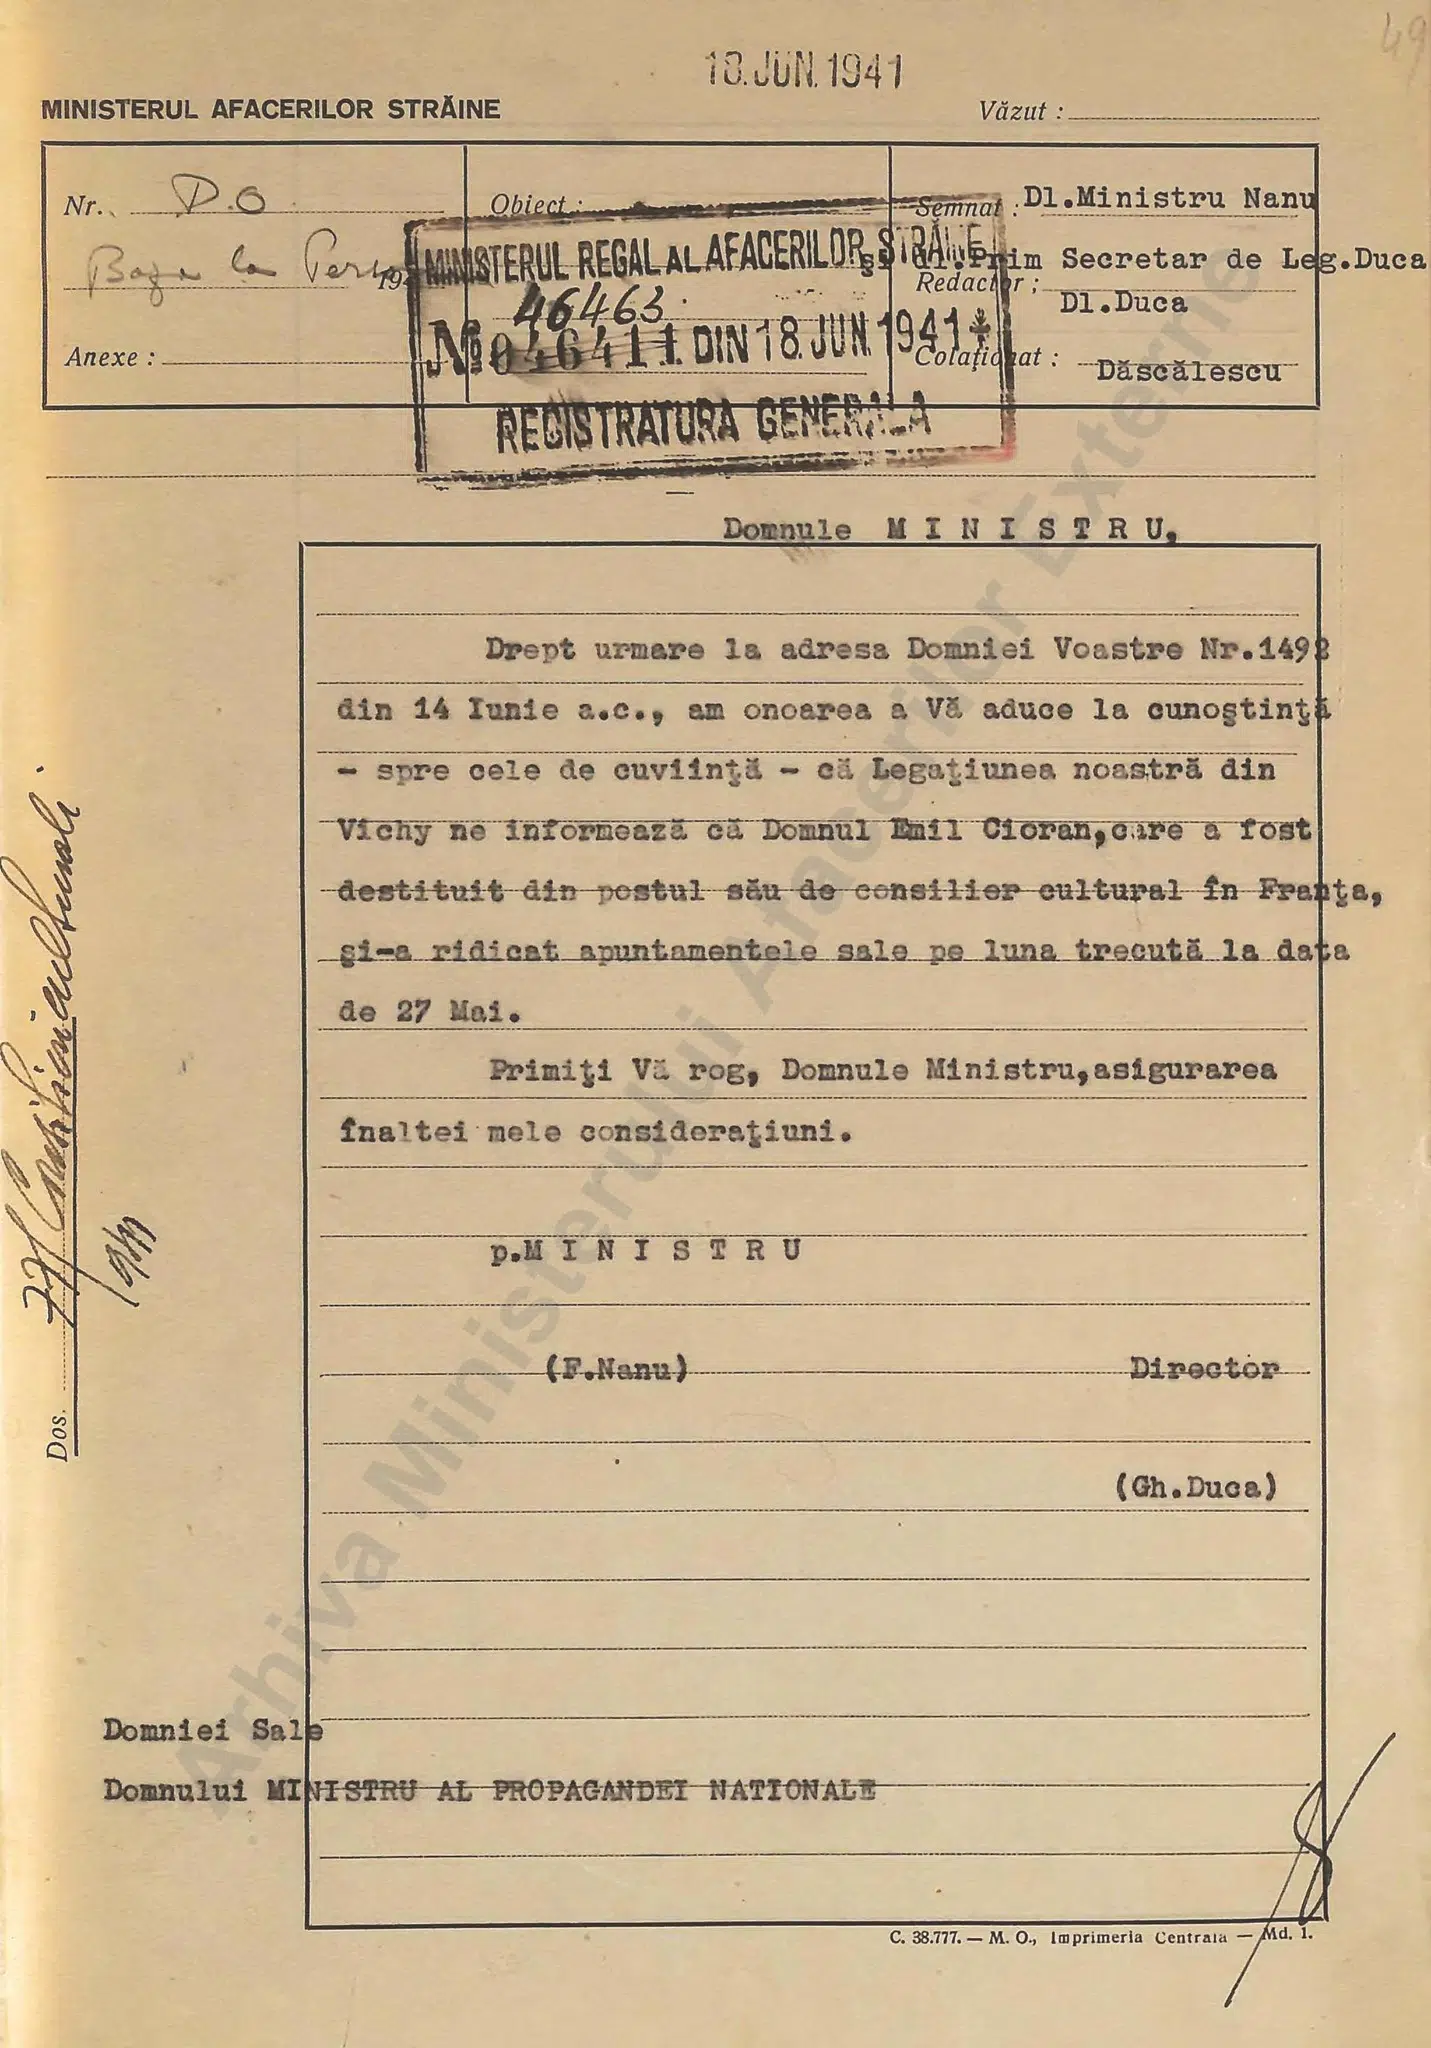 49
18.JUN.1941
MINISTERUL AFACERILOR STRĂINE
Văzut :
Nr. D.O
Obiect :
Semnat : Dl.Ministru Nanu
și dl.Prim Secretar de Leg.Duca
la
19
Redactor ;
Dl.Duca
Anexe :
Colaționat : Dăscălescu
MINISTERUL REGAL AL AFACERILOR STRĂINE
46463
No 046411 DIN 18.JUN.1941
REGISTRATURA GENERALA
Domnule M I N I S T R U,
Drept urmare la adresa Domniei Voastre Nr.1492
din 14 Iunie a.c., am onoarea a Vă aduce la cunoştinţă
- spre cele de cuviinţă - că Legaţiunea noastră din
Vichy ne informează că Domnul Emil Cioran,care a fost
destituit din postul său de consilier cultural în Franţa,
şi-a ridicat apuntamentele sale pe luna trecută la data
de 27 Mai.
Primiţi Vă rog, Domnule Ministru,asigurarea
înaltei mele consideraţiuni.
p.M I N I S T R U
(F.Nanu)
Director
(Gh.Duca)
Domniei Sale
Domnului MINISTRU AL PROPAGANDEI NATIONALE
Dos. 77/
C. 38.777. — M. O., Imprimeria Centrala — Md. 1.
Arhiva Ministerului Afacerilor Externe